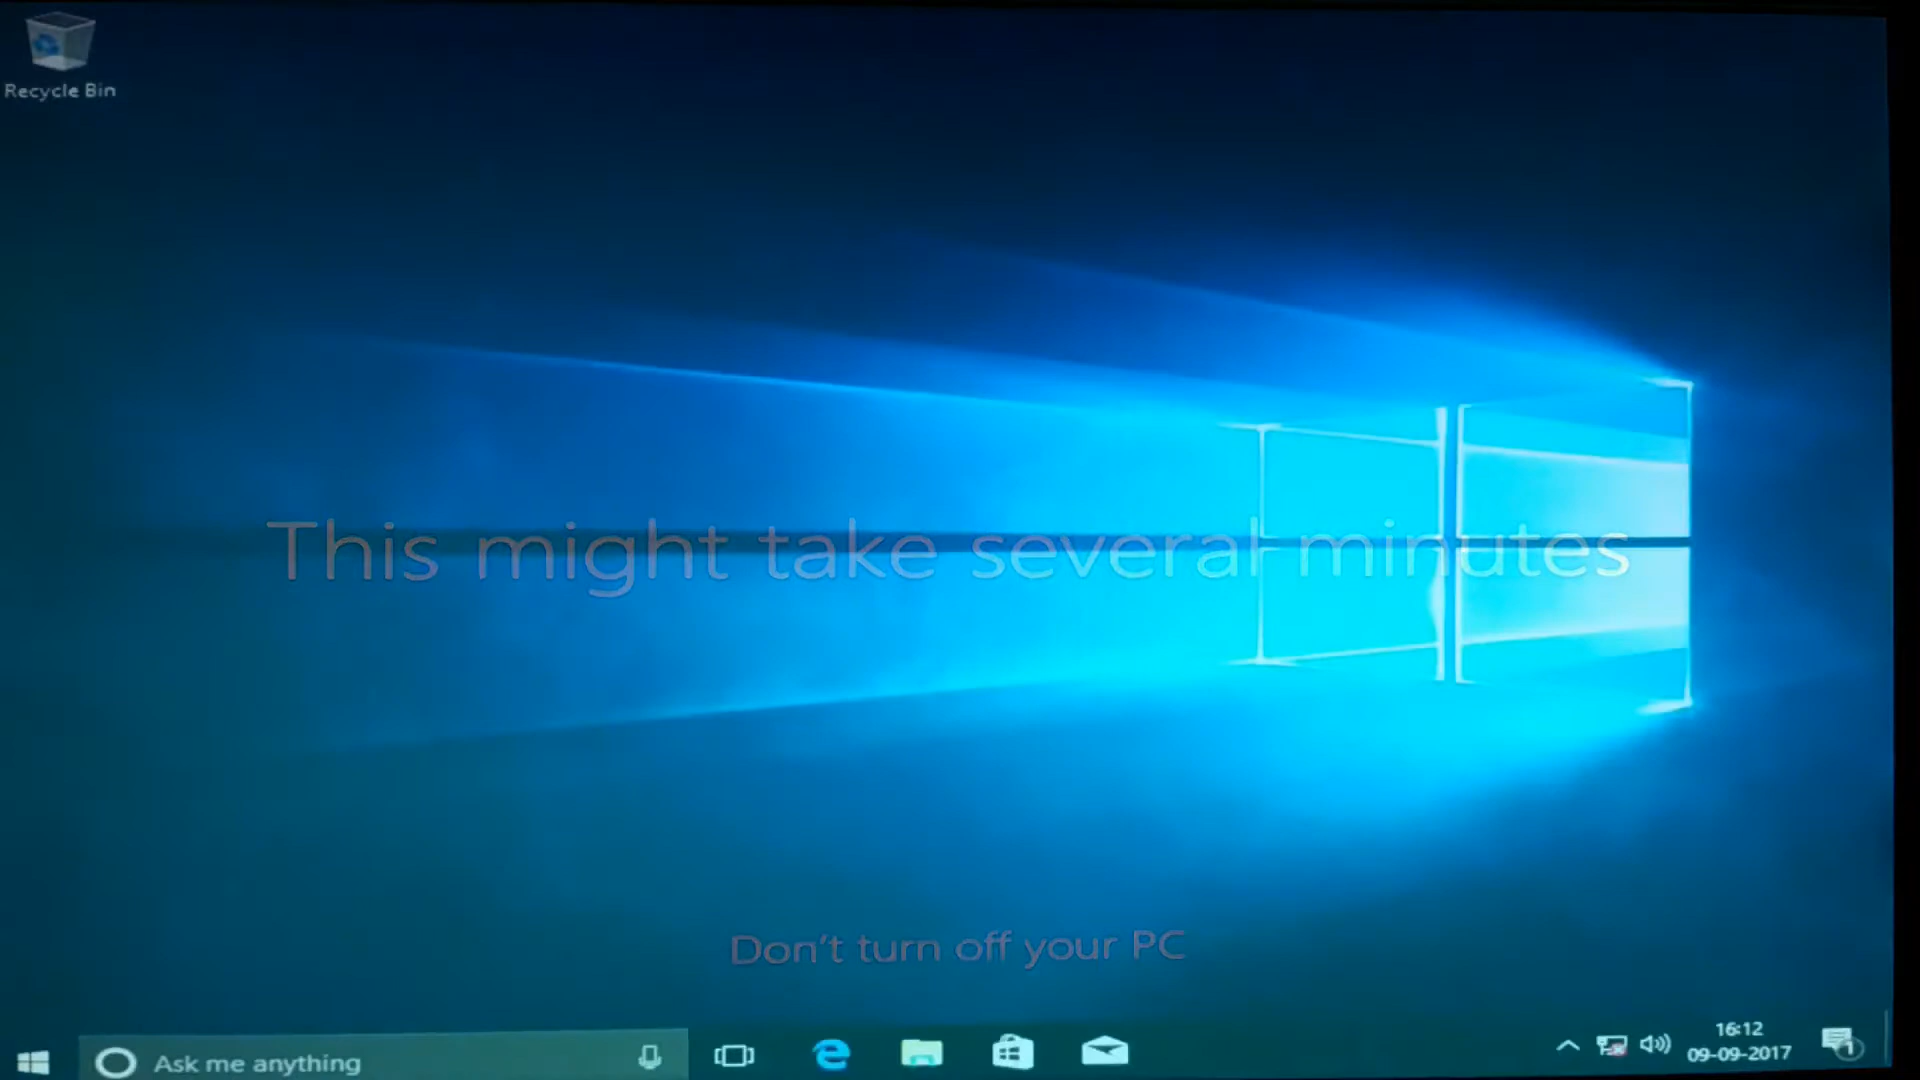 Recycle Bin
This might take several minutes
Don't turn off your PC
Ask me anything
16:12
09-09-2017
1